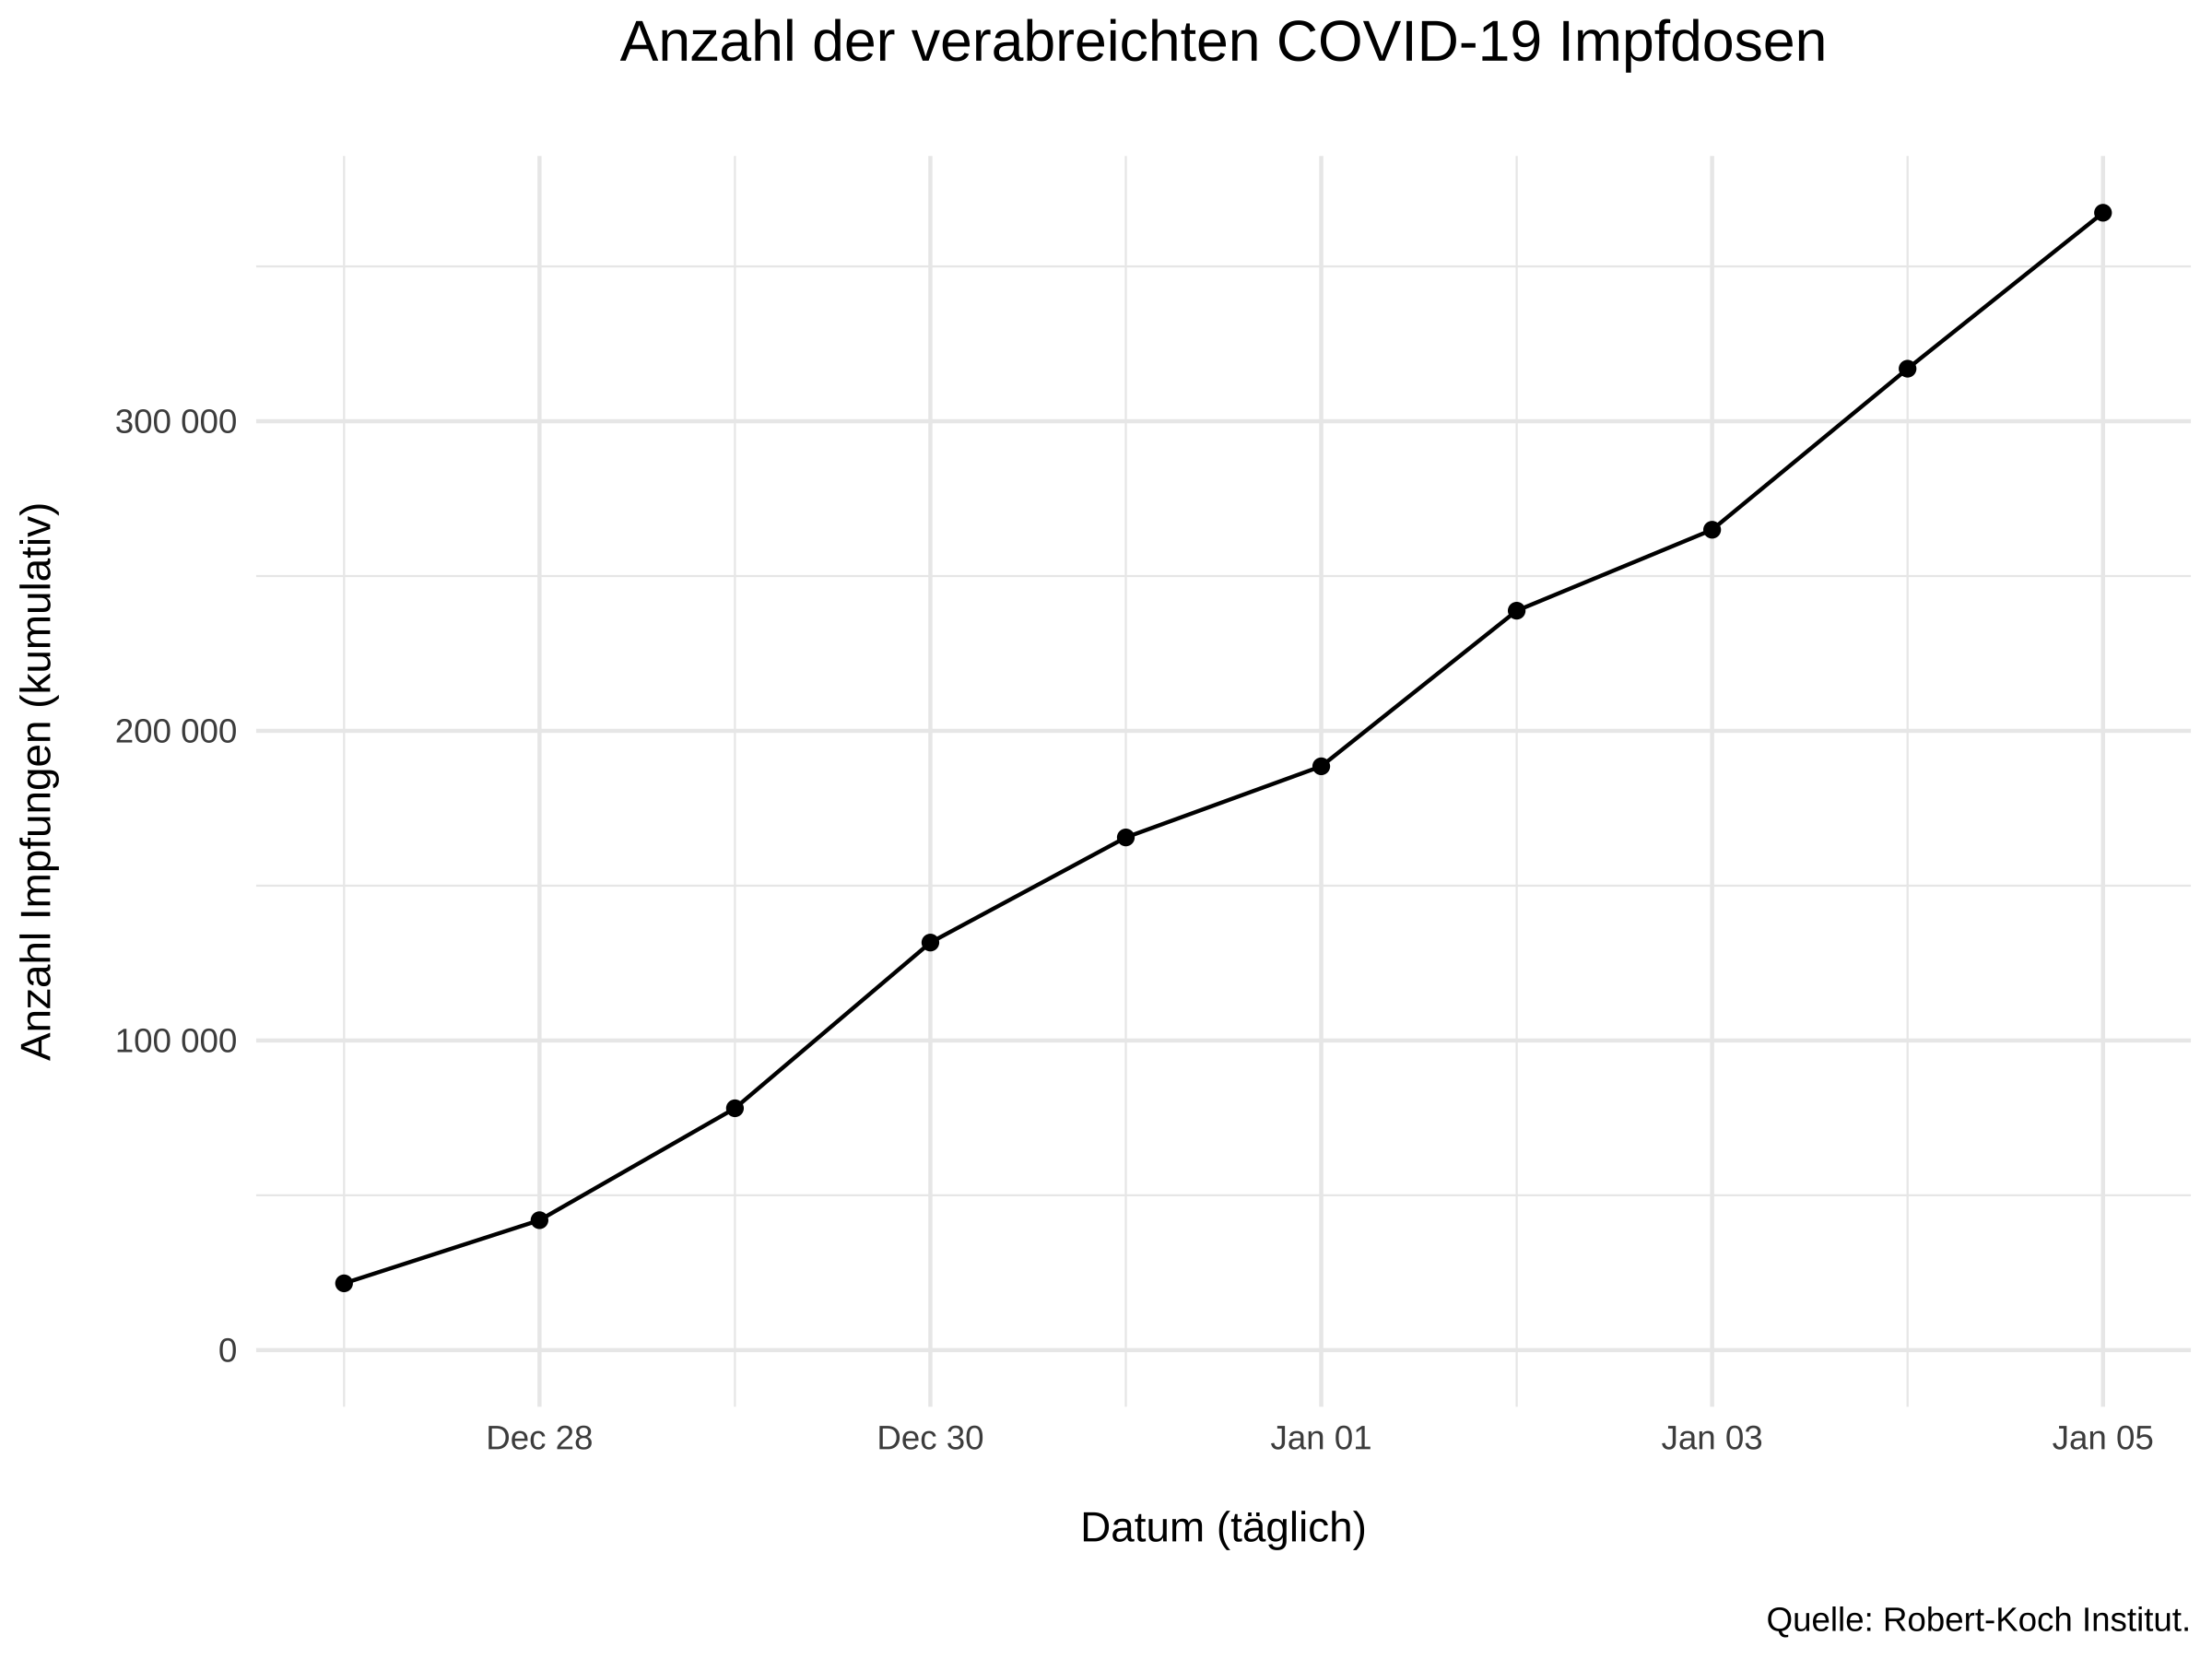 Anzahl der verabreichten COVID-19 Impfdosen
Anzahl Impfungen (kumulativ)
300 000
200 000
100 000
0
Dec 28
Dec 30
Jan 01
Jan 03
Jan 05
Datum (täglich)
Quelle: Robert-Koch Institut.